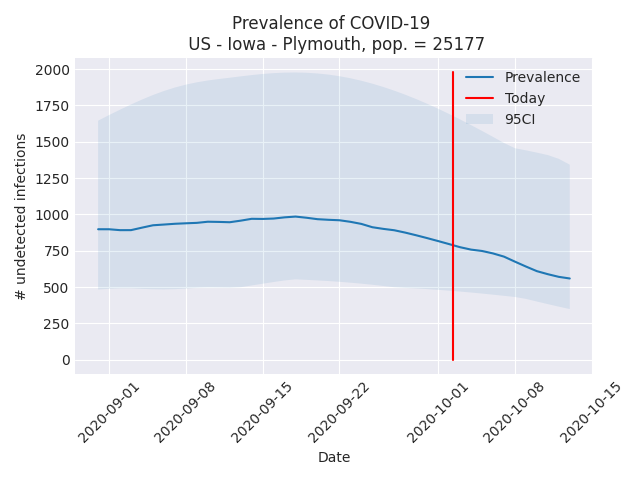 Prevalence of COVID-19
US - Iowa - Plymouth, pop. = 25177
2000
1750
1500
1250
1000
750
500
250
0
# undetected infections
Prevalence
Today
95CI
2020-09-01
2020-09-08
2020-09-15
2020-09-22
2020-10-01
2020-10-08
2020-10-15
Date